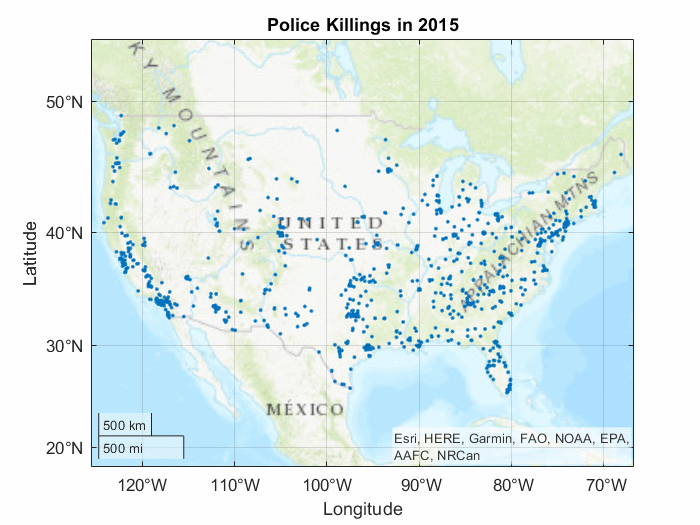 Police Killings in 2015
KY MOUNTAINS
50°N
40°N
30°N
20°N
Latitude
UNITED
STATES
APPALACHIAN MTNS
MÉXICO
500 km
500 mi
Esri, HERE, Garmin, FAO, NOAA, EPA,
AAFC, NRCan
120°W 110°W 100°W 90°W 80°W 70°W
Longitude